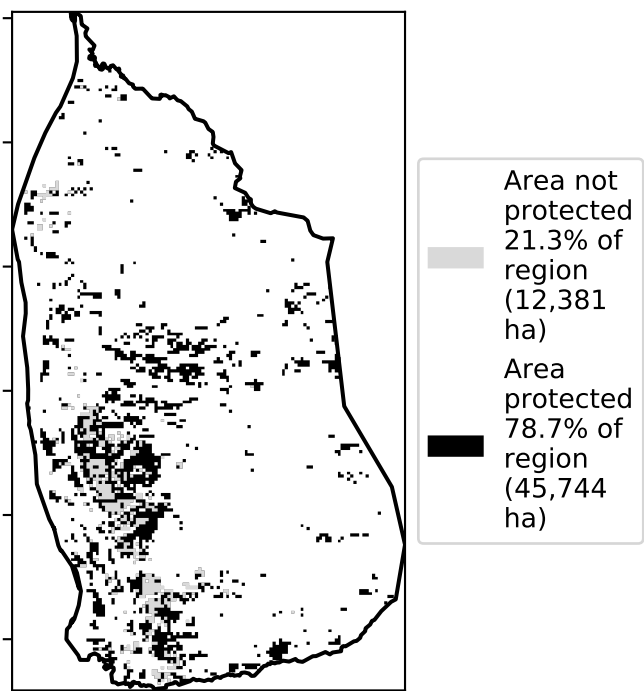 Area not
protected
21.3% of
region
(12,381
ha)
Area
protected
78.7% of
region
(45,744
ha)